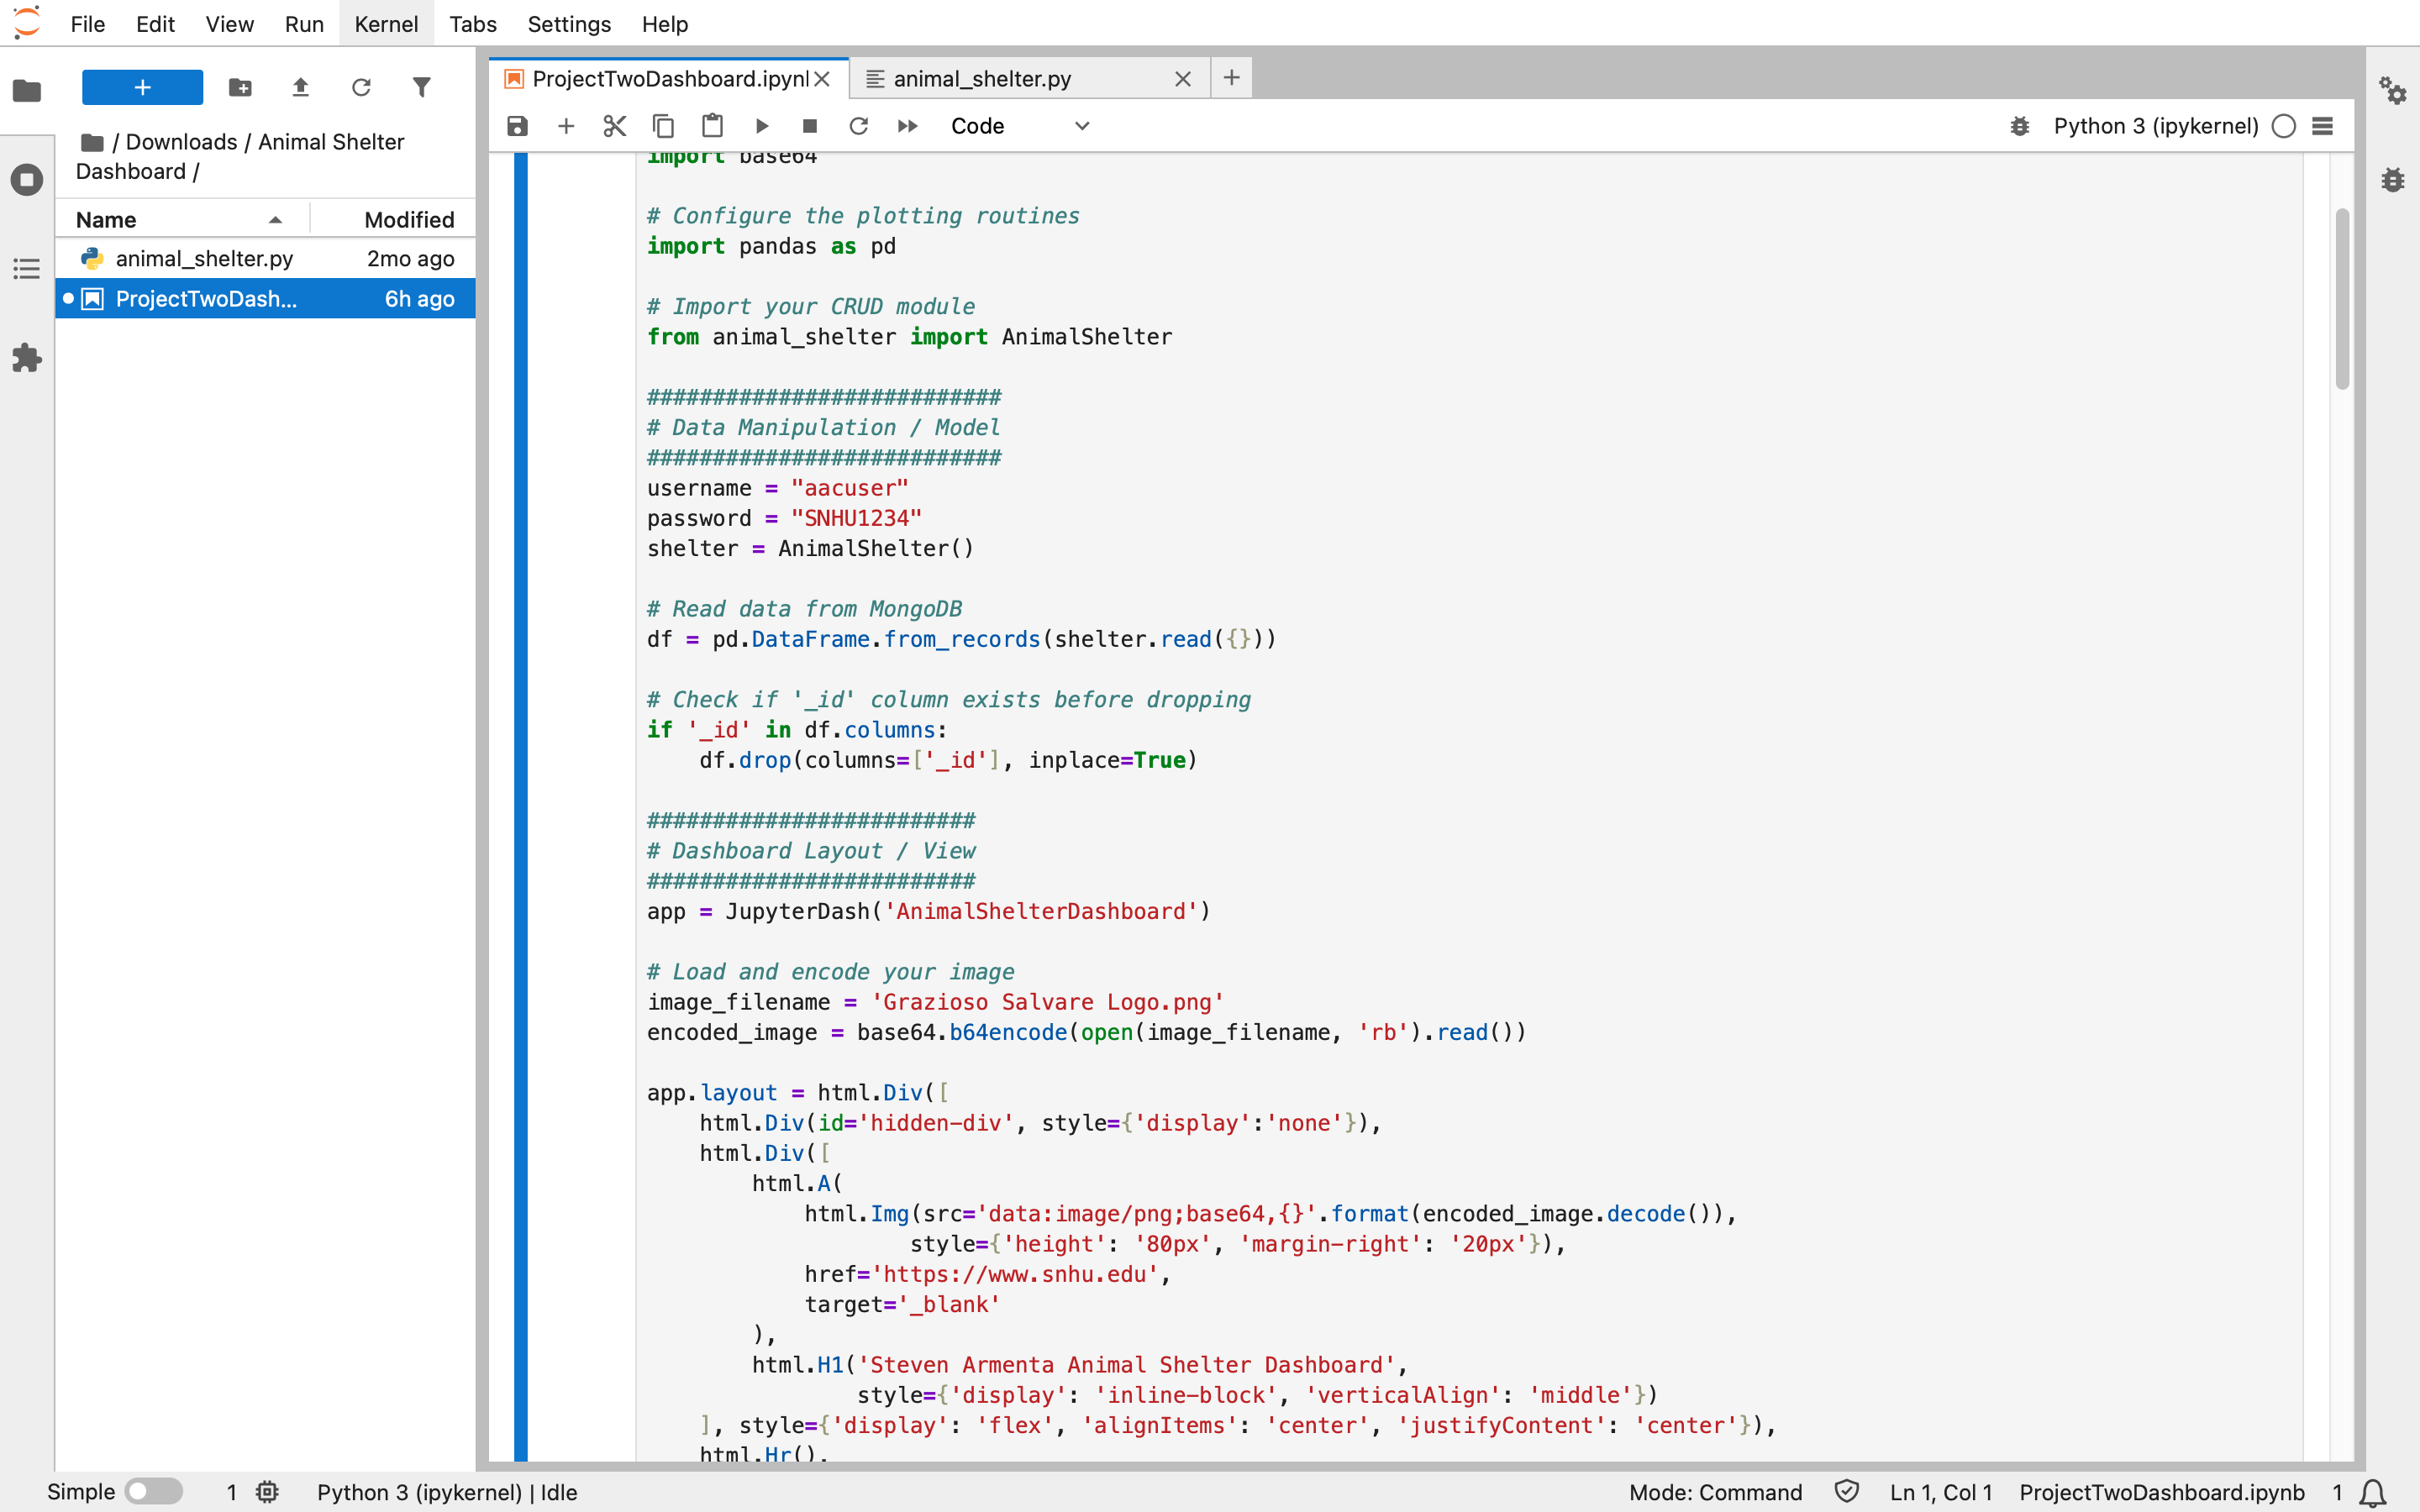 File Edit View Run Kernel Tabs Settings Help
+
/ Downloads / Animal Shelter
Dashboard /
Name Modified
animal_shelter.py 2mo ago
ProjectTwoDash... 6h ago
ProjectTwoDashboard.ipynl
animal_shelter.py
Code
Python 3 (ipykernel)
import base64
# Configure the plotting routines
import pandas as pd
# Import your CRUD module
from animal_shelter import AnimalShelter
###########################
# Data Manipulation / Model
###########################
username = "aacuser"
password = "SNHU1234"
shelter = AnimalShelter()
# Read data from MongoDB
df = pd.DataFrame.from_records(shelter.read({}))
# Check if '_id' column exists before dropping
if '_id' in df.columns:
    df.drop(columns=['_id'], inplace=True)
#########################
# Dashboard Layout / View
#########################
app = JupyterDash('AnimalShelterDashboard')
# Load and encode your image
image_filename = 'Grazioso Salvare Logo.png'
encoded_image = base64.b64encode(open(image_filename, 'rb').read())
app.layout = html.Div([
    html.Div(id='hidden-div', style={'display':'none'}),
    html.Div([
        html.A(
            html.Img(src='data:image/png;base64,{}'.format(encoded_image.decode()),
                    style={'height': '80px', 'margin-right': '20px'}),
            href='https://www.snhu.edu',
            target='_blank'
        ),
        html.H1('Steven Armenta Animal Shelter Dashboard',
                style={'display': 'inline-block', 'verticalAlign': 'middle'})
    ], style={'display': 'flex', 'alignItems': 'center', 'justifyContent': 'center'}),
    html.Hr(),
Simple 1 Python 3 (ipykernel) | Idle Mode: Command Ln 1, Col 1 ProjectTwoDashboard.ipynb 1